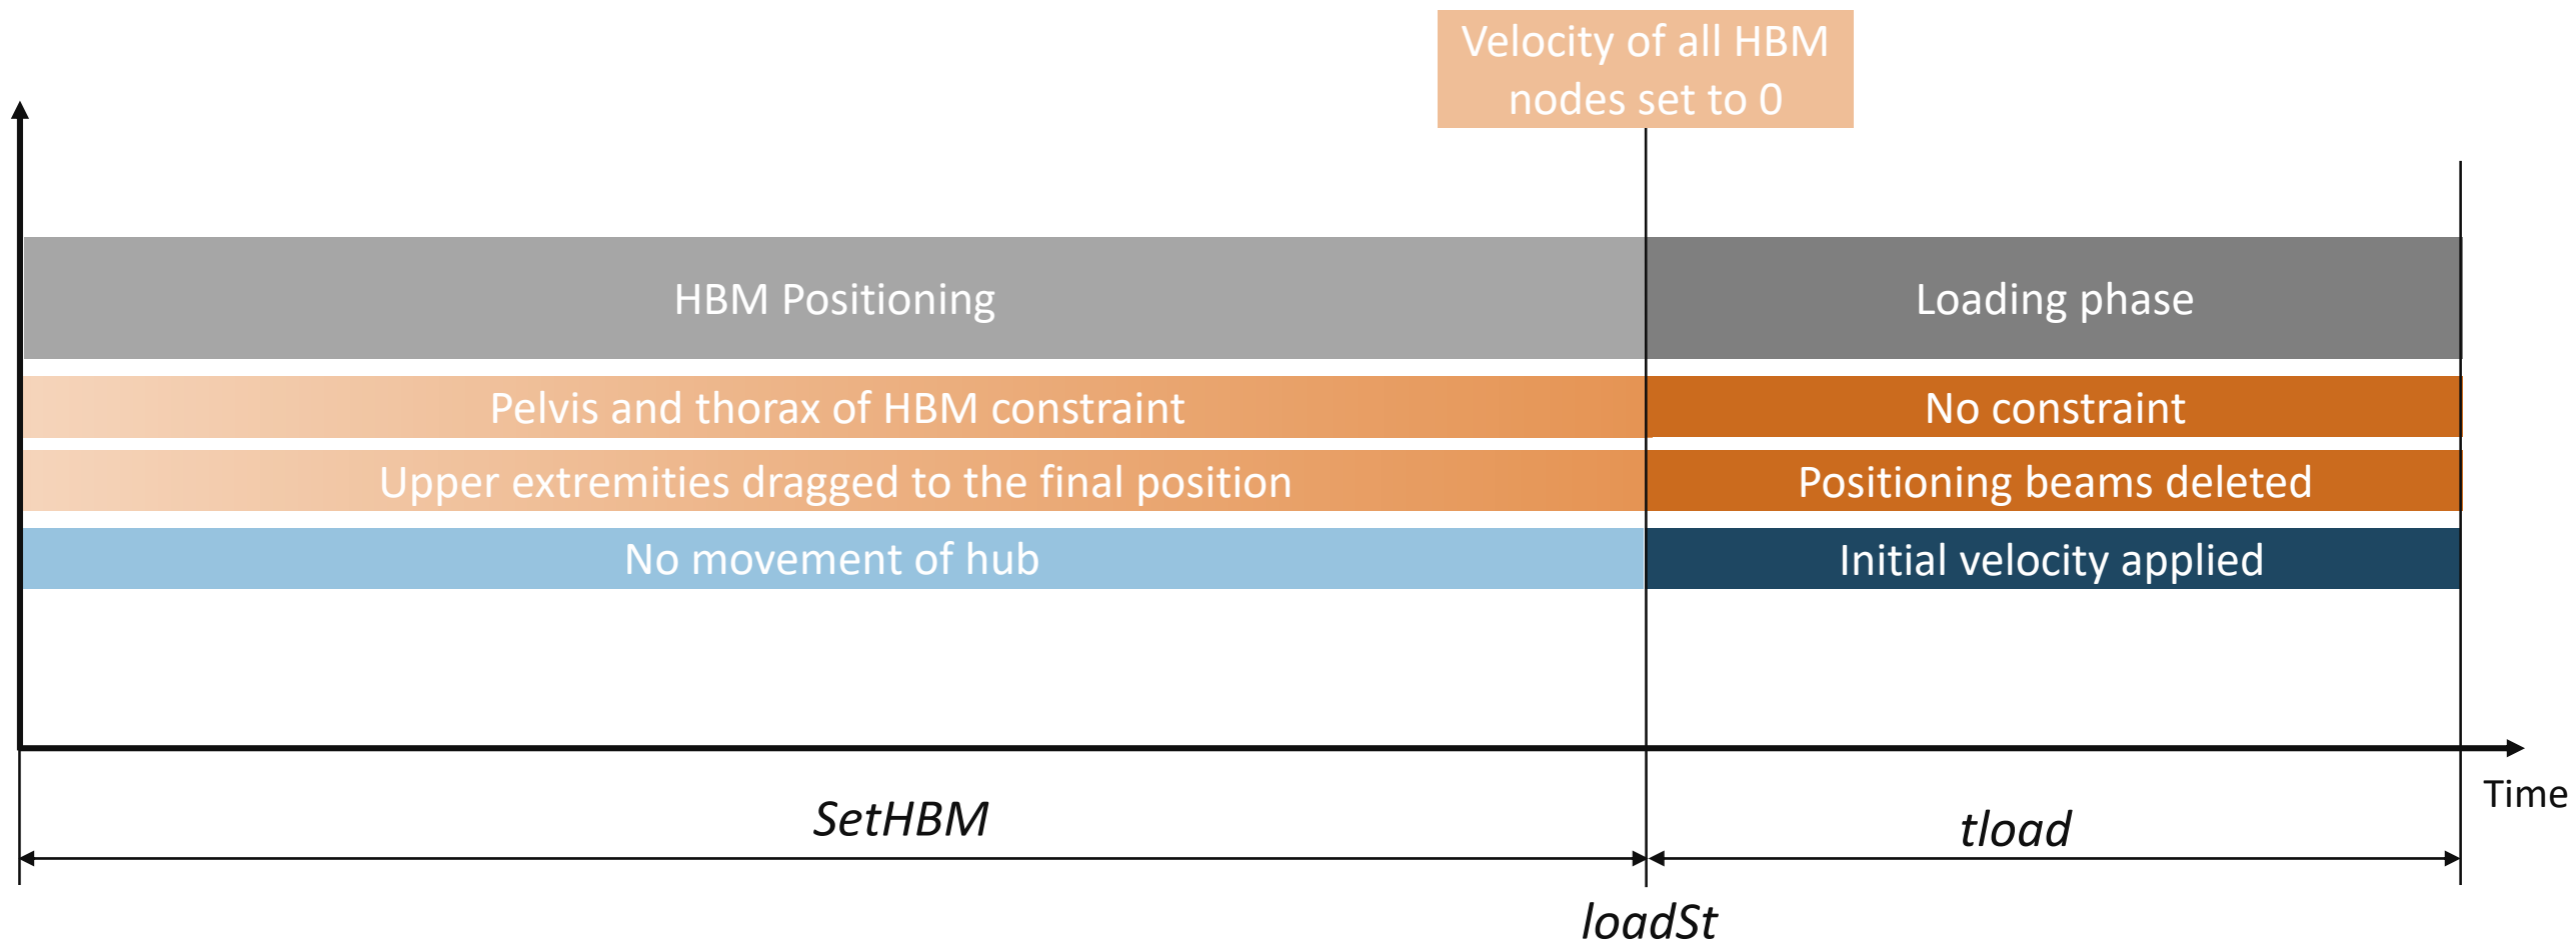 Velocity of all HBM
nodes set to 0
HBM Positioning
Loading phase
Pelvis and thorax of HBM constraint
No constraint
Upper extremities dragged to the final position
Positioning beams deleted
No movement of hub
Initial velocity applied
Time
SetHBM
tload
loadSt